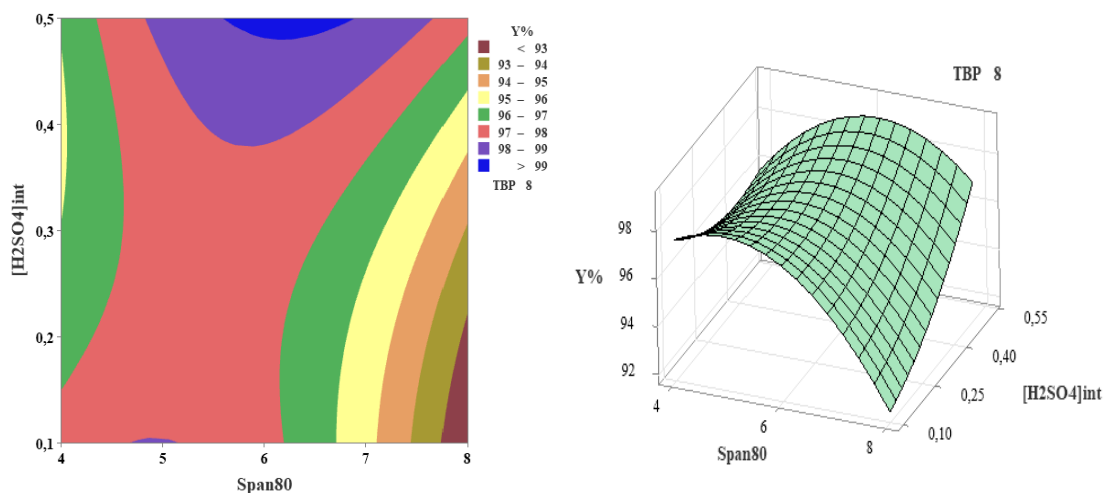 0,5
0,4
0,3
0,2
0,1
[H2SO4]int
4
5
6
7
8
Span80
Y%
< 93
93 – 94
94 – 95
95 – 96
96 – 97
97 – 98
98 – 99
> 99
TBP 8
TBP 8
98
96
94
92
Y%
4
6
8
Span80
0,10
0,25
0,40
0,55
[H2SO4]int